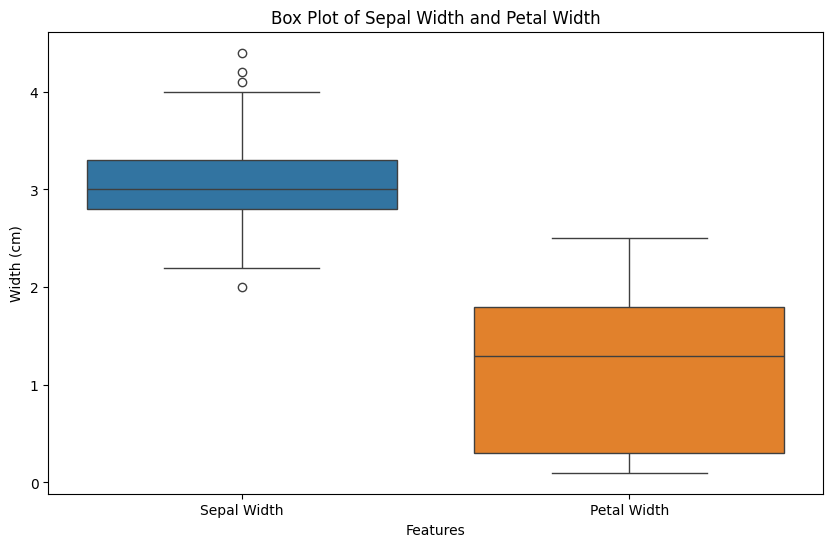 Box Plot of Sepal Width and Petal Width
Width (cm)
4
3
2
1
0
Sepal Width
Petal Width
Features